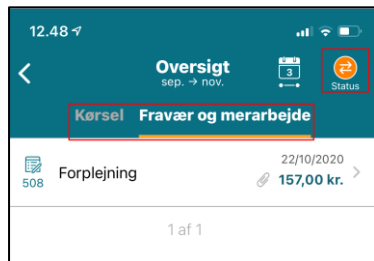 12.48
Oversigt
sep. → nov.
3
Status
Kørsel Fravær og merarbejde
22/10/2020
Forplejning
508
157,00 kr.
1 af 1